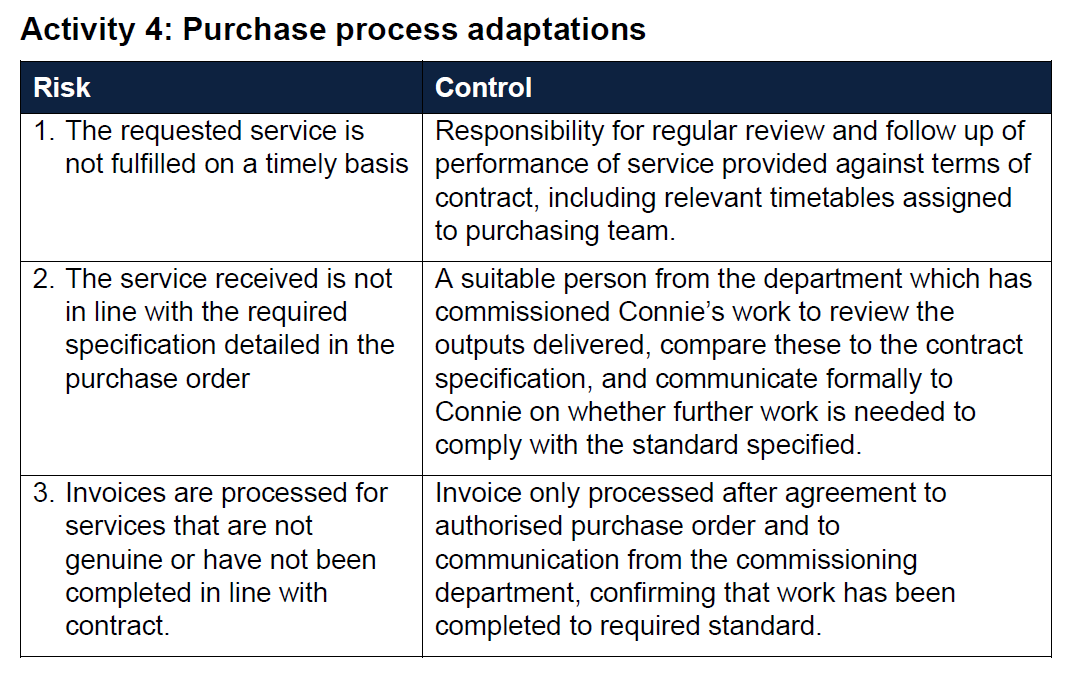 Activity 4: Purchase process adaptations
Risk
Control
1. The requested service is
not fulfilled on a timely basis
Responsibility for regular review and follow up of
performance of service provided against terms of
contract, including relevant timetables assigned
to purchasing team.
2. The service received is not
in line with the required
specification detailed in the
purchase order
A suitable person from the department which has
commissioned Connie’s work to review the
outputs delivered, compare these to the contract
specification, and communicate formally to
Connie on whether further work is needed to
comply with the standard specified.
3. Invoices are processed for
services that are not
genuine or have not been
completed in line with
contract.
Invoice only processed after agreement to
authorised purchase order and to
communication from the commissioning
department, confirming that work has been
completed to required standard.